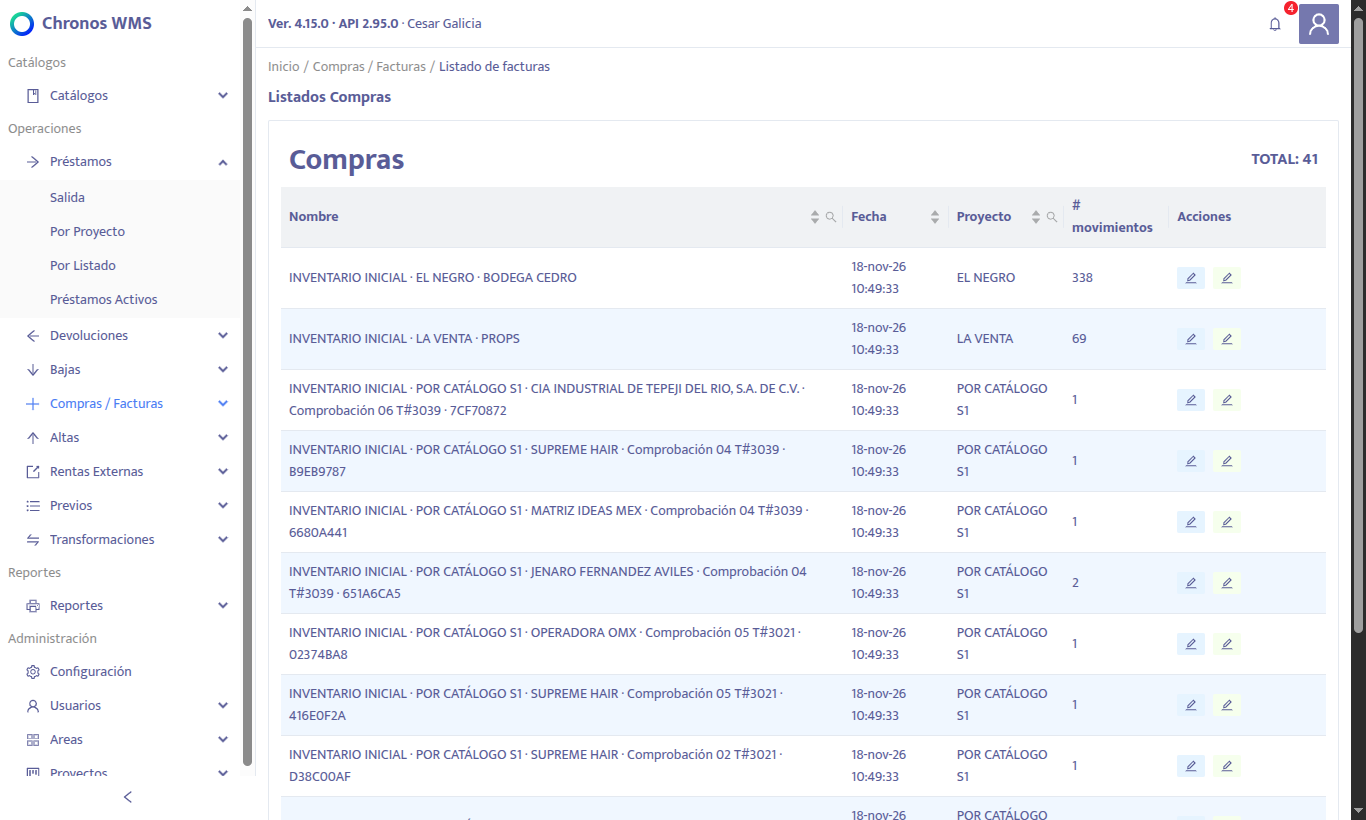 Chronos WMS
Ver. 4.15.0 · API 2.95.0 · Cesar Galicia
4
Catálogos
Catálogos
Operaciones
Préstamos
Salida
Por Proyecto
Por Listado
Préstamos Activos
Devoluciones
Bajas
Compras / Facturas
Altas
Rentas Externas
Previos
Transformaciones
Reportes
Reportes
Administración
Configuración
Usuarios
Areas
Proyectos
Inicio / Compras / Facturas / Listado de facturas
Listados Compras
Compras
TOTAL: 41
Nombre
Fecha
Proyecto
#
movimientos
Acciones
INVENTARIO INICIAL · EL NEGRO · BODEGA CEDRO
18-nov-26
10:49:33
EL NEGRO
338
INVENTARIO INICIAL · LA VENTA · PROPS
18-nov-26
10:49:33
LA VENTA
69
INVENTARIO INICIAL · POR CATÁLOGO S1 · CIA INDUSTRIAL DE TEPEJI DEL RIO, S.A. DE C.V. ·
Comprobación 06 T#3039 · 7CF70872
18-nov-26
10:49:33
POR CATÁLOGO
S1
1
INVENTARIO INICIAL · POR CATÁLOGO S1 · SUPREME HAIR · Comprobación 04 T#3039 ·
B9EB9787
18-nov-26
10:49:33
POR CATÁLOGO
S1
1
INVENTARIO INICIAL · POR CATÁLOGO S1 · MATRIZ IDEAS MEX · Comprobación 04 T#3039 ·
6680A441
18-nov-26
10:49:33
POR CATÁLOGO
S1
1
INVENTARIO INICIAL · POR CATÁLOGO S1 · JENARO FERNANDEZ AVILES · Comprobación 04
T#3039 · 651A6CA5
18-nov-26
10:49:33
POR CATÁLOGO
S1
2
INVENTARIO INICIAL · POR CATÁLOGO S1 · OPERADORA OMX · Comprobación 05 T#3021 ·
02374BA8
18-nov-26
10:49:33
POR CATÁLOGO
S1
1
INVENTARIO INICIAL · POR CATÁLOGO S1 · SUPREME HAIR · Comprobación 05 T#3021 ·
416E0F2A
18-nov-26
10:49:33
POR CATÁLOGO
S1
1
INVENTARIO INICIAL · POR CATÁLOGO S1 · SUPREME HAIR · Comprobación 02 T#3021 ·
D38C00AF
18-nov-26
10:49:33
POR CATÁLOGO
S1
1
18-nov-26
POR CATÁLOGO